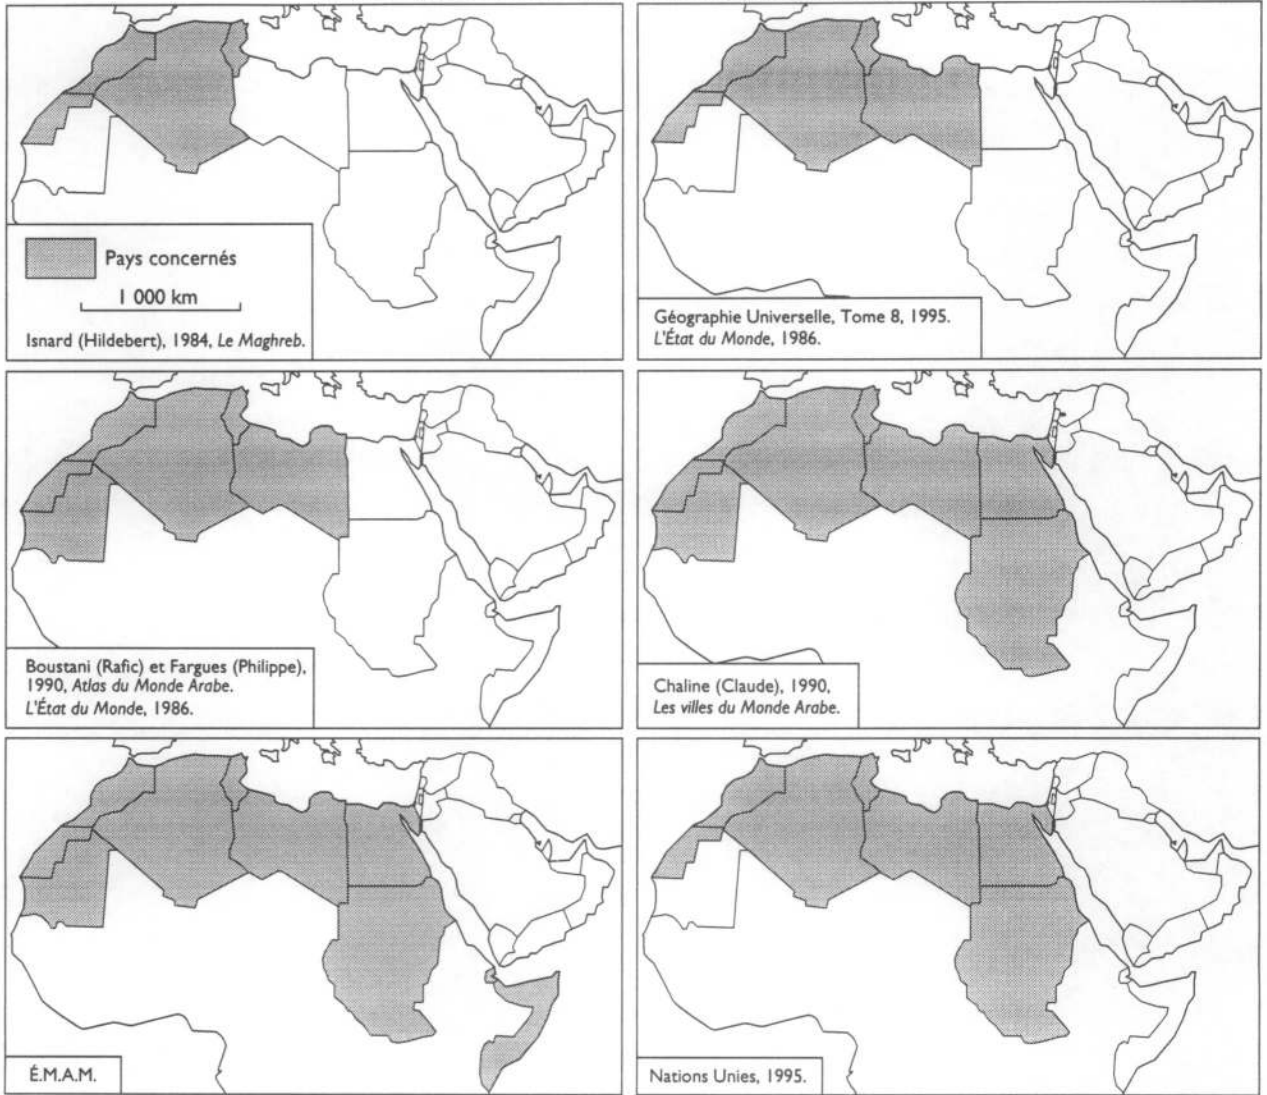 Pays concernés
1 000 km
Isnard (Hildebert), 1984, Le Maghreb.
Géographie Universelle, Tome 8, 1995.
L'État du Monde, 1986.
Boustani (Rafic) et Fargues (Philippe),
1990, Atlas du Monde Arabe.
L'État du Monde, 1986.
Chaline (Claude), 1990,
Les villes du Monde Arabe.
É.M.A.M.
Nations Unies, 1995.